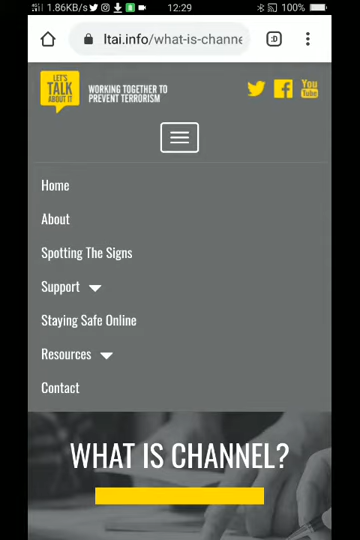 1.86KB/s 12:29 100%
ltai.info/what-is-channe :D
LET'S
TALK
ABOUT IT
WORKING TOGETHER TO
PREVENT TERRORISM
You
Tube
Home
About
Spotting The Signs
Support
Staying Safe Online
Resources
Contact
WHAT IS CHANNEL?